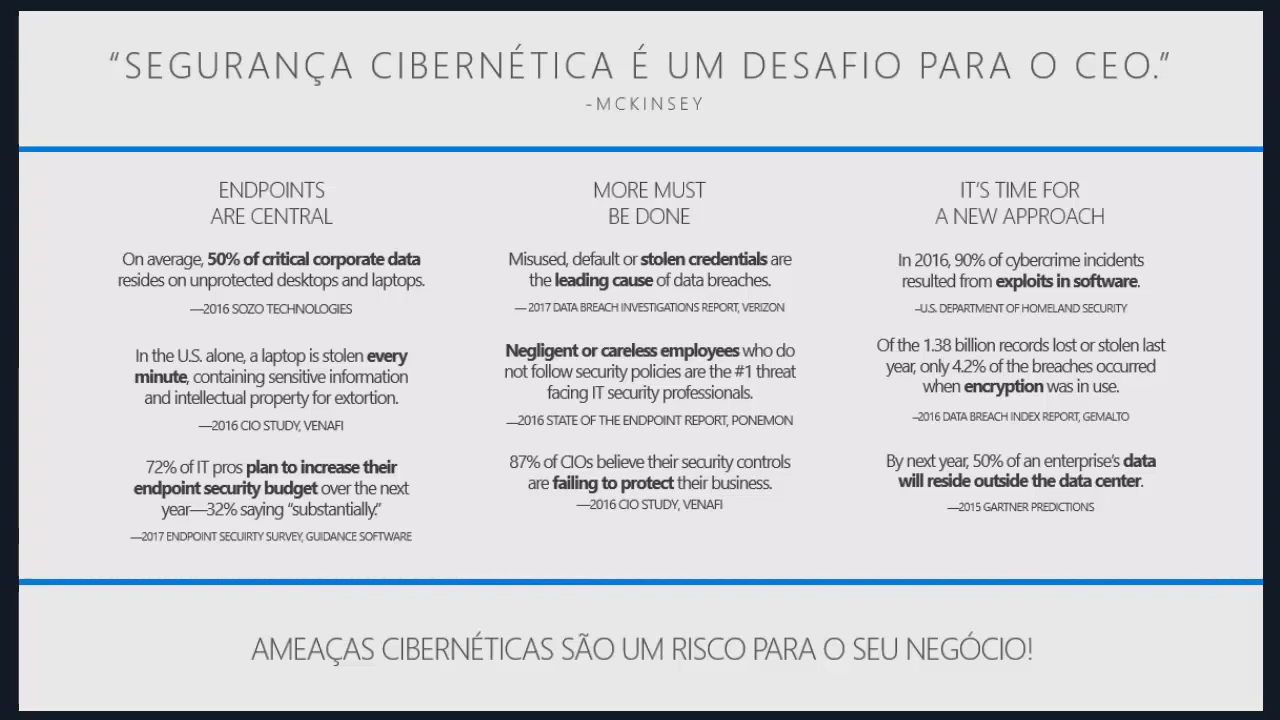 “SEGURANÇA CIBERNÉTICA É UM DESAFIO PARA O CEO.”
-MCKINSEY
ENDPOINTS
ARE CENTRAL
On average, 50% of critical corporate data
resides on unprotected desktops and laptops.
—2016 SOZO TECHNOLOGIES
In the U.S. alone, a laptop is stolen every
minute, containing sensitive information
and intellectual property for extortion.
—2016 CIO STUDY, VENAFI
72% of IT pros plan to increase their
endpoint security budget over the next
year—32% saying “substantially.”
—2017 ENDPOINT SECUIRTY SURVEY, GUIDANCE SOFTWARE
MORE MUST
BE DONE
Misused, default or stolen credentials are
the leading cause of data breaches.
— 2017 DATA BREACH INVESTIGATIONS REPORT, VERIZON
Negligent or careless employees who do
not follow security policies are the #1 threat
facing IT security professionals.
—2016 STATE OF THE ENDPOINT REPORT, PONEMON
87% of CIOs believe their security controls
are failing to protect their business.
—2016 CIO STUDY, VENAFI
IT’S TIME FOR
A NEW APPROACH
In 2016, 90% of cybercrime incidents
resulted from exploits in software.
–U.S. DEPARTMENT OF HOMELAND SECURITY
Of the 1.38 billion records lost or stolen last
year, only 4.2% of the breaches occurred
when encryption was in use.
–2016 DATA BREACH INDEX REPORT, GEMALTO
By next year, 50% of an enterprise’s data
will reside outside the data center.
—2015 GARTNER PREDICTIONS
AMEAÇAS CIBERNÉTICAS SÃO UM RISCO PARA O SEU NEGÓCIO!